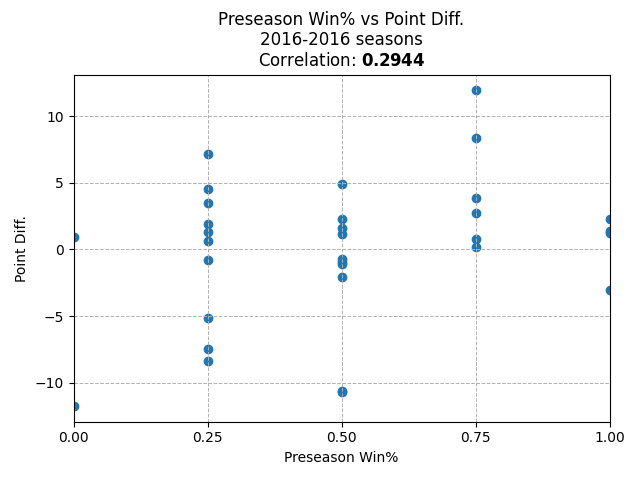 Preseason Win% vs Point Diff.
2016-2016 seasons
Correlation: 0.2944
Point Diff.
10
5
0
−5
−10
0.00 0.25 0.50 0.75 1.00
Preseason Win%